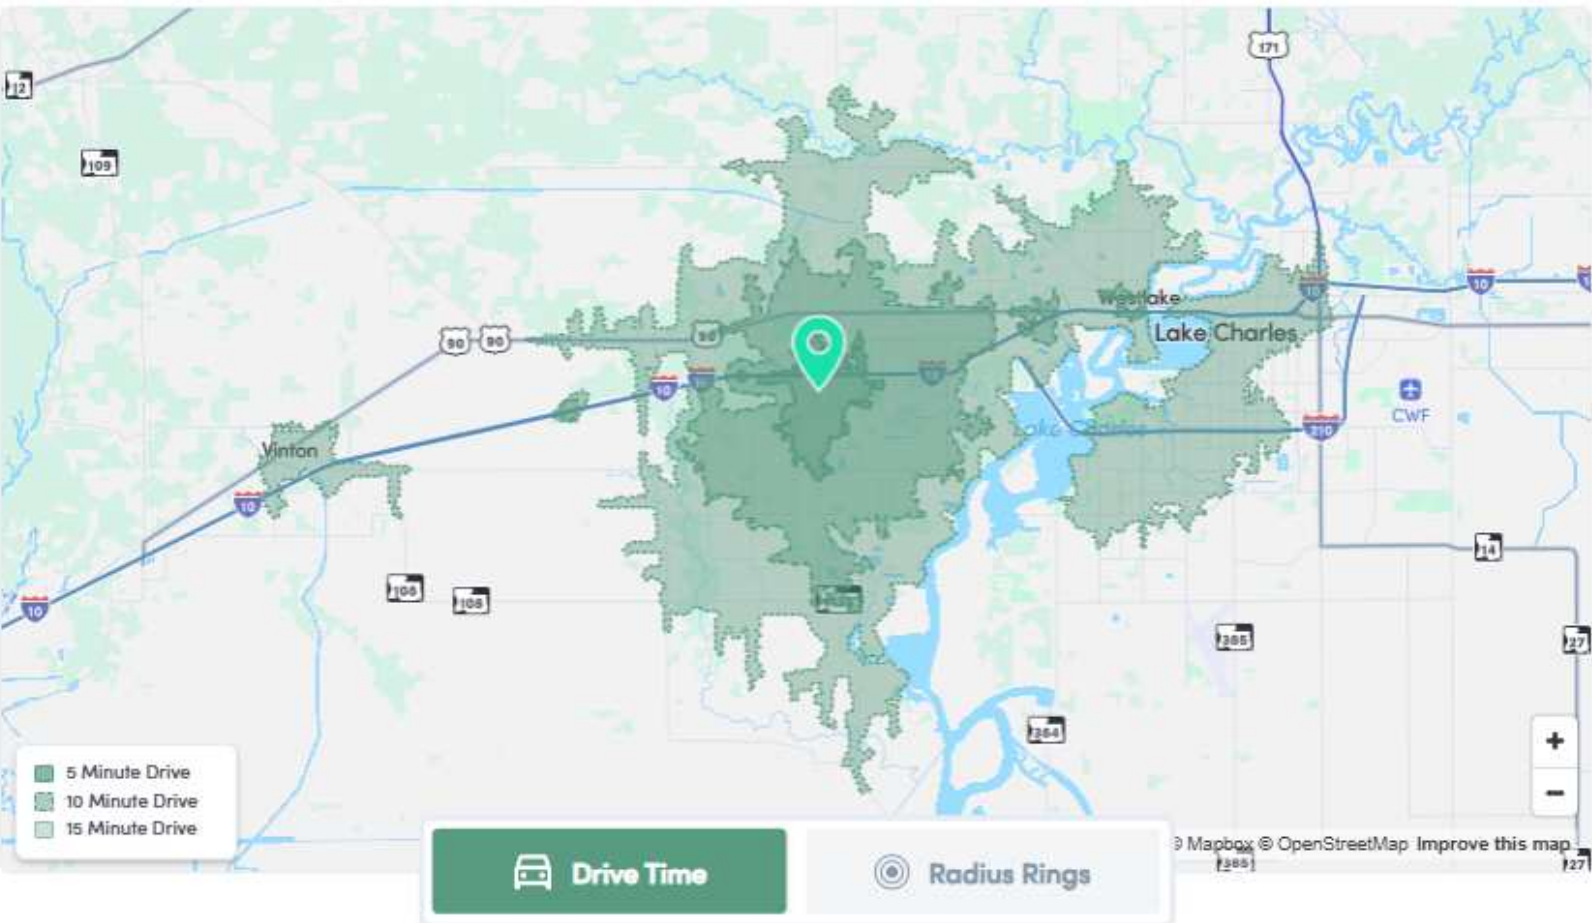 171
12
109
10
10
Westlake
Lake Charles
90
90
90
10
CWF
210
Vinton
10
14
108
108
10
385
27
384
5 Minute Drive
10 Minute Drive
15 Minute Drive
+
−
Mapbox © OpenStreetMap Improve this map
385
27
Drive Time
Radius Rings